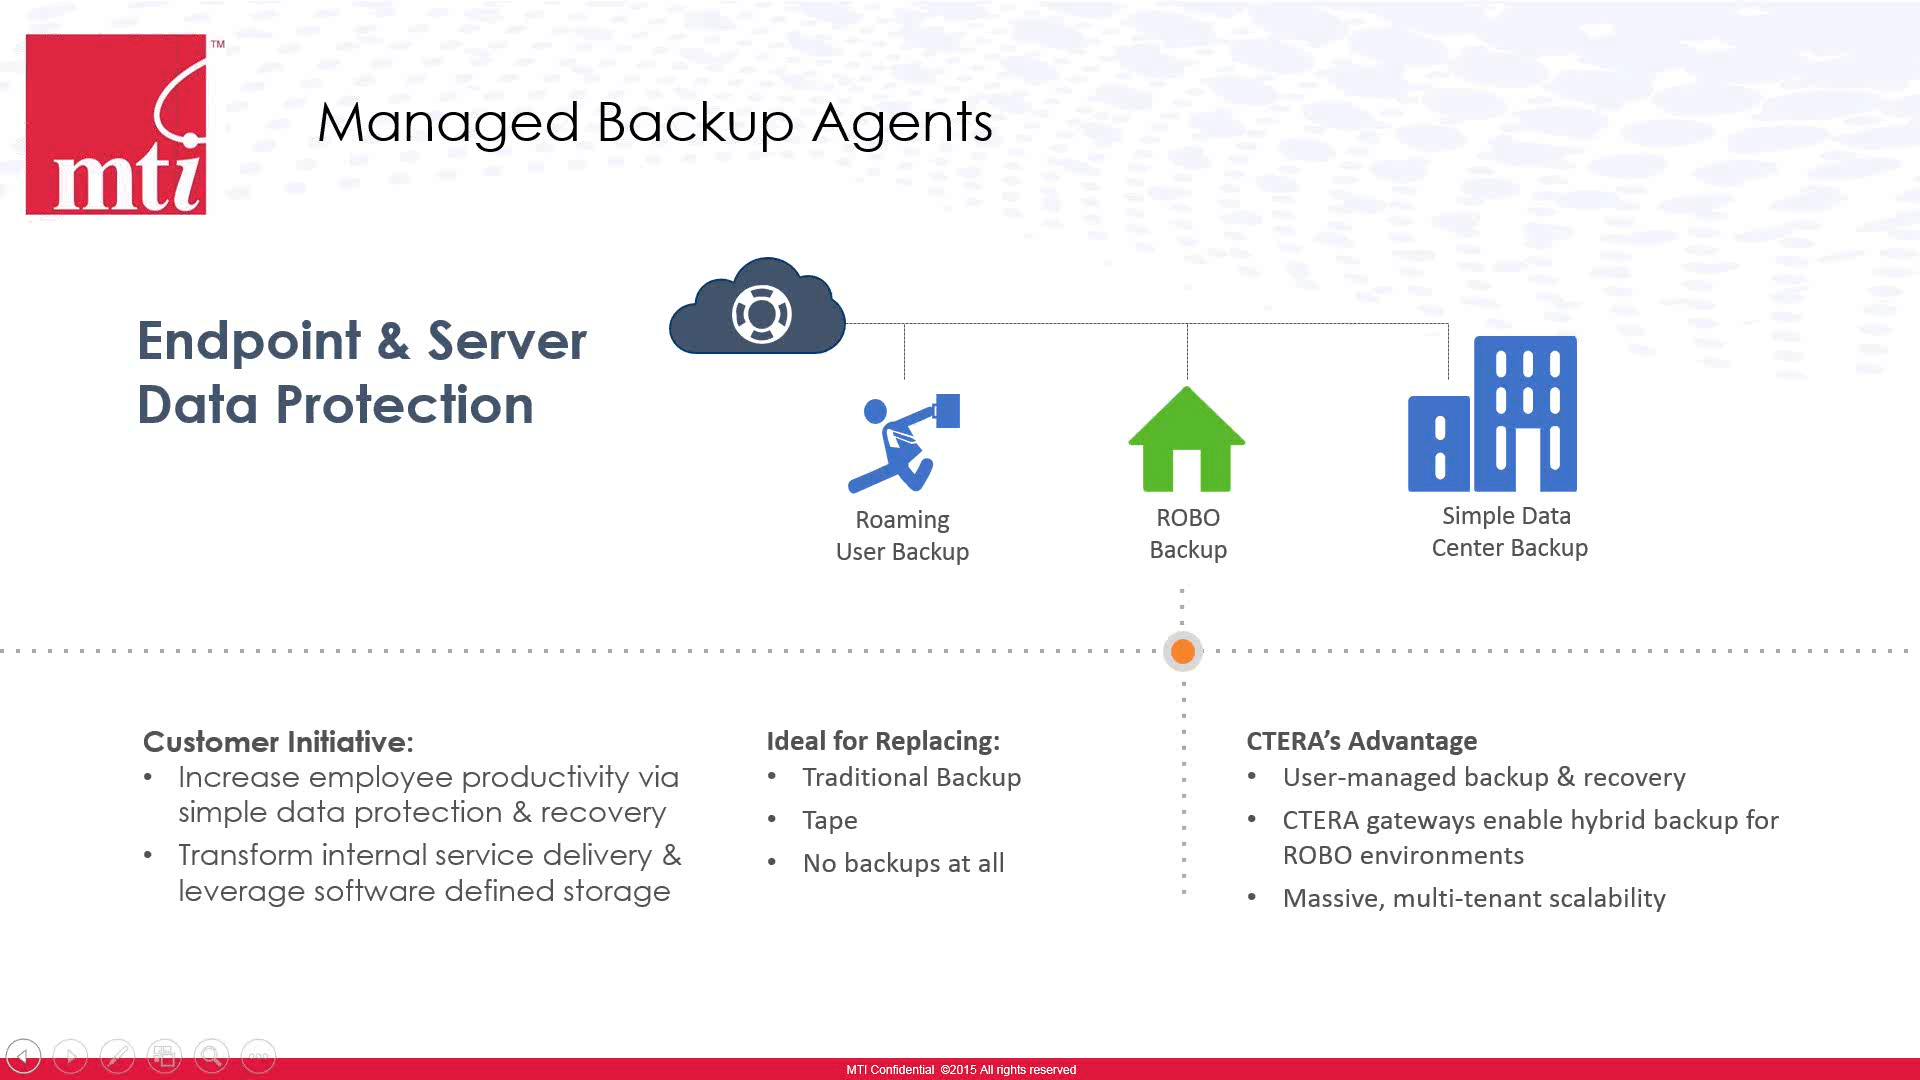 mti
TM
Managed Backup Agents
Endpoint & Server
Data Protection
Roaming
User Backup
ROBO
Backup
Simple Data
Center Backup
Customer Initiative:
• Increase employee productivity via
simple data protection & recovery
• Transform internal service delivery &
leverage software defined storage
Ideal for Replacing:
• Traditional Backup
• Tape
• No backups at all
CTERA’s Advantage
• User-managed backup & recovery
• CTERA gateways enable hybrid backup for
ROBO environments
• Massive, multi-tenant scalability
MTI Confidential ©2015 All rights reserved